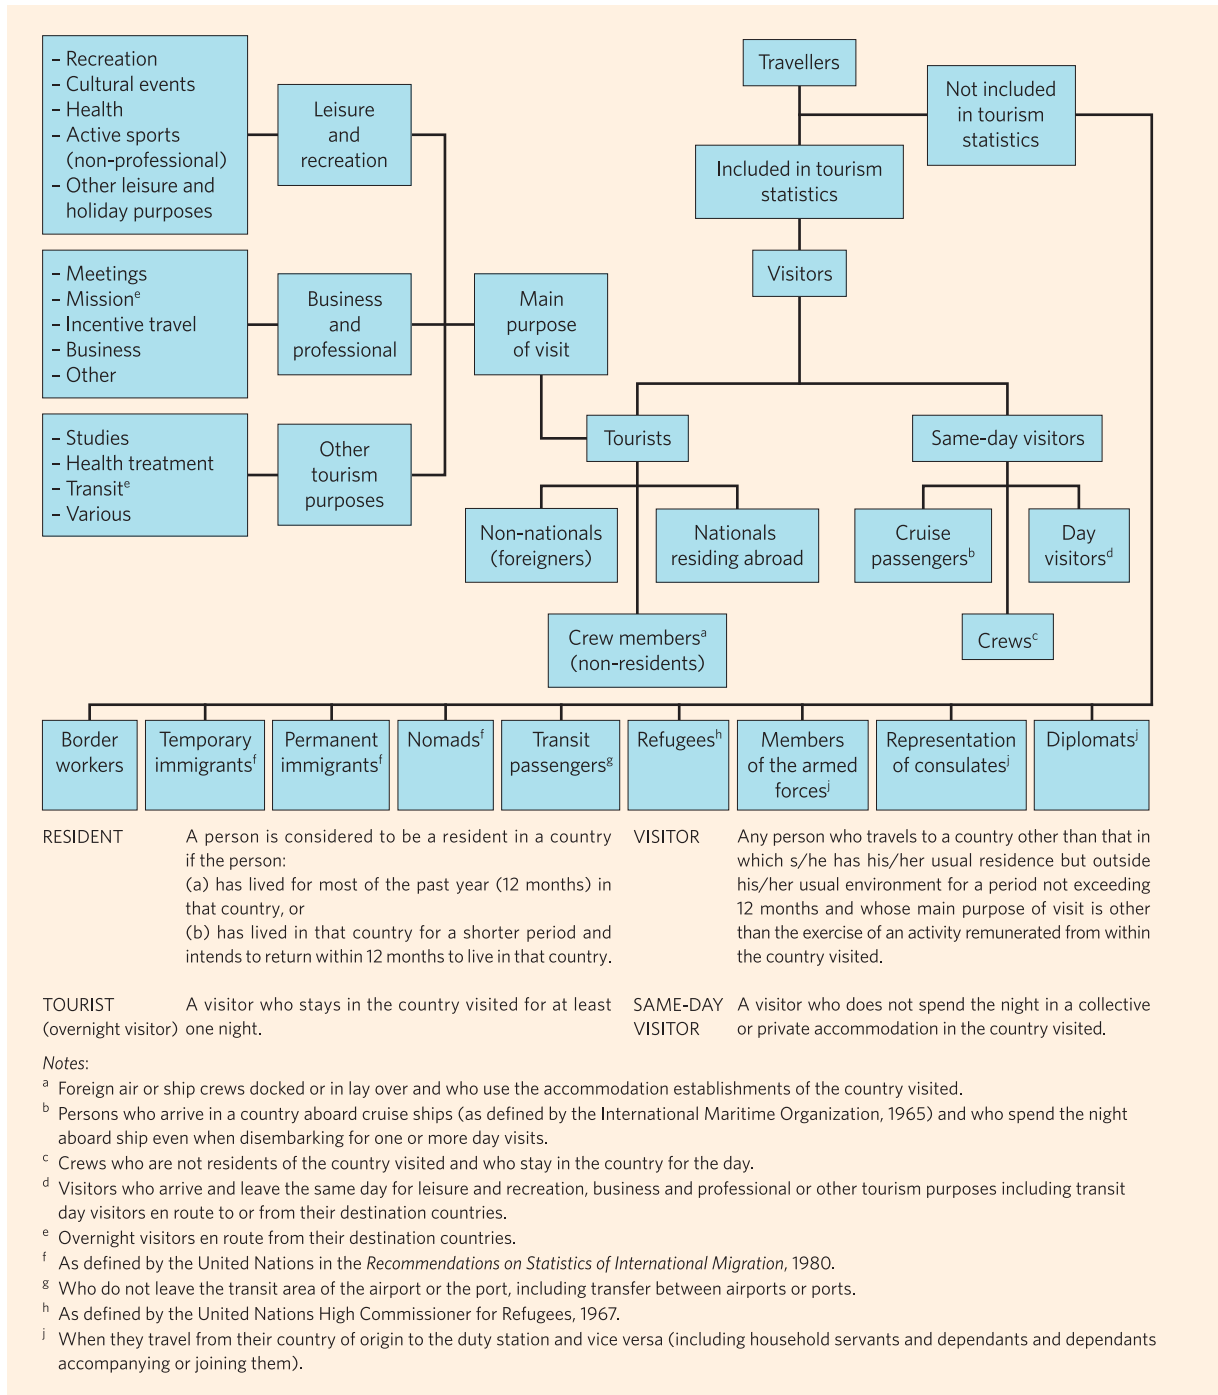 – Recreation
– Cultural events
– Health
– Active sports
(non-professional)
– Other leisure and
holiday purposes
Leisure
and
recreation
– Meetings
– Missionᵉ
– Incentive travel
– Business
– Other
Business
and
professional
– Studies
– Health treatment
– Transitᵉ
– Various
Other
tourism
purposes
Main
purpose
of visit
Travellers
Not included
in tourism
statistics
Included in tourism
statistics
Visitors
Tourists
Same-day visitors
Non-nationals
(foreigners)
Nationals
residing abroad
Crew membersᵃ
(non-residents)
Cruise
passengersᵇ
Day
visitorsᵈ
Crewsᶜ
Border
workers
Temporary
immigrantsᶠ
Permanent
immigrantsᶠ
Nomadsᶠ
Transit
passengersᵍ
Refugeesʰ
Members
of the armed
forcesʲ
Representation
of consulatesʲ
Diplomatsʲ
RESIDENT
A person is considered to be a resident in a country
if the person:
(a) has lived for most of the past year (12 months) in
that country, or
(b) has lived in that country for a shorter period and
intends to return within 12 months to live in that country.
VISITOR
Any person who travels to a country other than that in
which s/he has his/her usual residence but outside
his/her usual environment for a period not exceeding
12 months and whose main purpose of visit is other
than the exercise of an activity remunerated from within
the country visited.
TOURIST
(overnight visitor)
A visitor who stays in the country visited for at least
one night.
SAME-DAY
VISITOR
A visitor who does not spend the night in a collective
or private accommodation in the country visited.
Notes:
ᵃ Foreign air or ship crews docked or in lay over and who use the accommodation establishments of the country visited.
ᵇ Persons who arrive in a country aboard cruise ships (as defined by the International Maritime Organization, 1965) and who spend the night
aboard ship even when disembarking for one or more day visits.
ᶜ Crews who are not residents of the country visited and who stay in the country for the day.
ᵈ Visitors who arrive and leave the same day for leisure and recreation, business and professional or other tourism purposes including transit
day visitors en route to or from their destination countries.
ᵉ Overnight visitors en route from their destination countries.
ᶠ As defined by the United Nations in the Recommendations on Statistics of International Migration, 1980.
ᵍ Who do not leave the transit area of the airport or the port, including transfer between airports or ports.
ʰ As defined by the United Nations High Commissioner for Refugees, 1967.
ʲ When they travel from their country of origin to the duty station and vice versa (including household servants and dependants and dependants
accompanying or joining them).